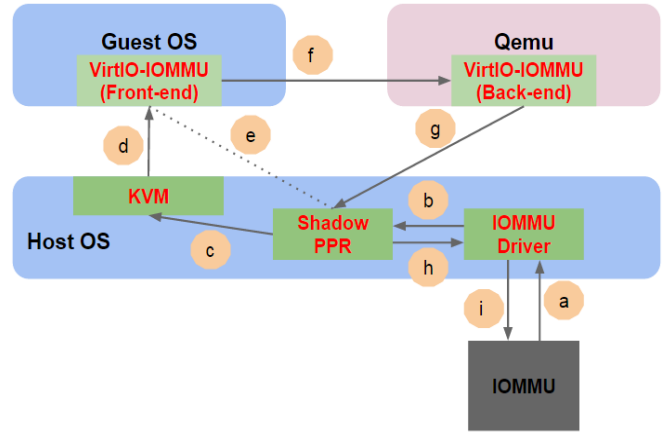 Guest OS
VirtIO-IOMMU
(Front-end)
f
Qemu
VirtIO-IOMMU
(Back-end)
d
e
g
KVM
Host OS
c
Shadow
PPR
b
h
IOMMU
Driver
i
a
IOMMU